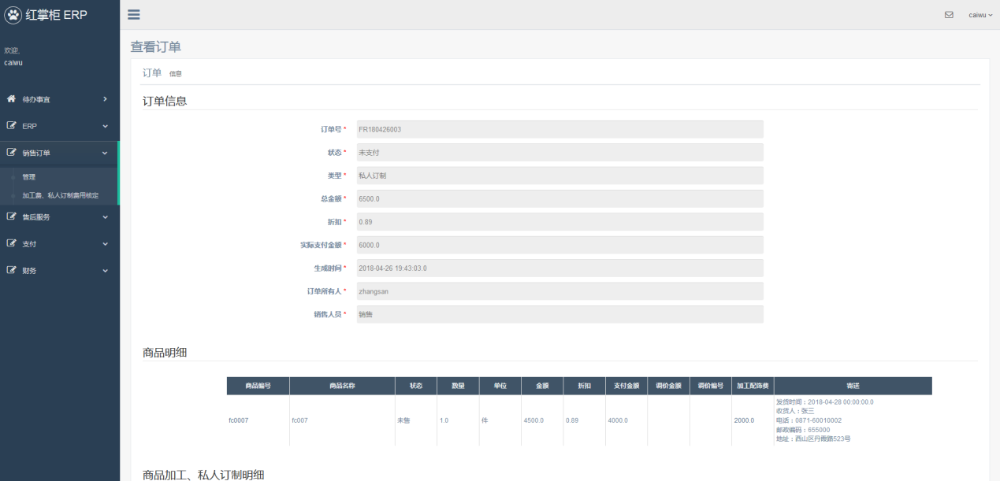 红掌柜 ERP
caiwu
欢迎,
caiwu
待办事宜
ERP
销售订单
管理
加工费、私人订制费用核定
售后服务
支付
财务
查看订单
订单 信息
订单信息
订单号 * FR180426003
状态 * 未支付
类型 * 私人订制
总金额 * 6500.0
折扣 * 0.89
实际支付金额 * 6000.0
生成时间 * 2018-04-26 19:43:03.0
订单所有人 * zhangsan
销售人员 * 销售
商品明细
商品编号 商品名称 状态 数量 单位 金额 折扣 支付金额 调价金额 调价编号 加工配饰费 寄送
fc0007 fc007 未售 1.0 件 4500.0 0.89 4000.0 2000.0
发货时间：2018-04-28 00:00:00.0
收货人：张三
电话：0871-60010002
邮政编码：655000
地址：西山区丹霞路523号
商品加工、私人订制明细